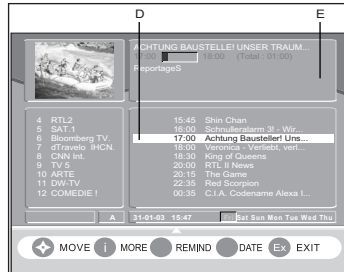 D E
ACHTUNG BAUSTELLE! UNSER TRAUM...
17:00 18:00 (Total : 01:00)
ReportageS
4 RTL2
5 SAT.1
6 Bloomberg TV.
7 dTravelo IHCN.
8 CNN Int.
9 TV 5
10 ARTE
11 DW-TV
12 COMEDIE !
15:45 Shin Chan
16:00 Schnulleralarm 3! - Wir...
17:00 Achtung Bausteller! Uns...
18:00 Veronica - Verliebt, verl...
18:30 King of Queens
20:00 RTL II News
20:15 The Game
22:35 Red Scorpion
00:35 C.I.A. Codename Alexa I...
A 31-01-03 15:47 Fri Sat Sun Mon Tue Wed Thu
MOVE i MORE REMIND DATE Ex EXIT